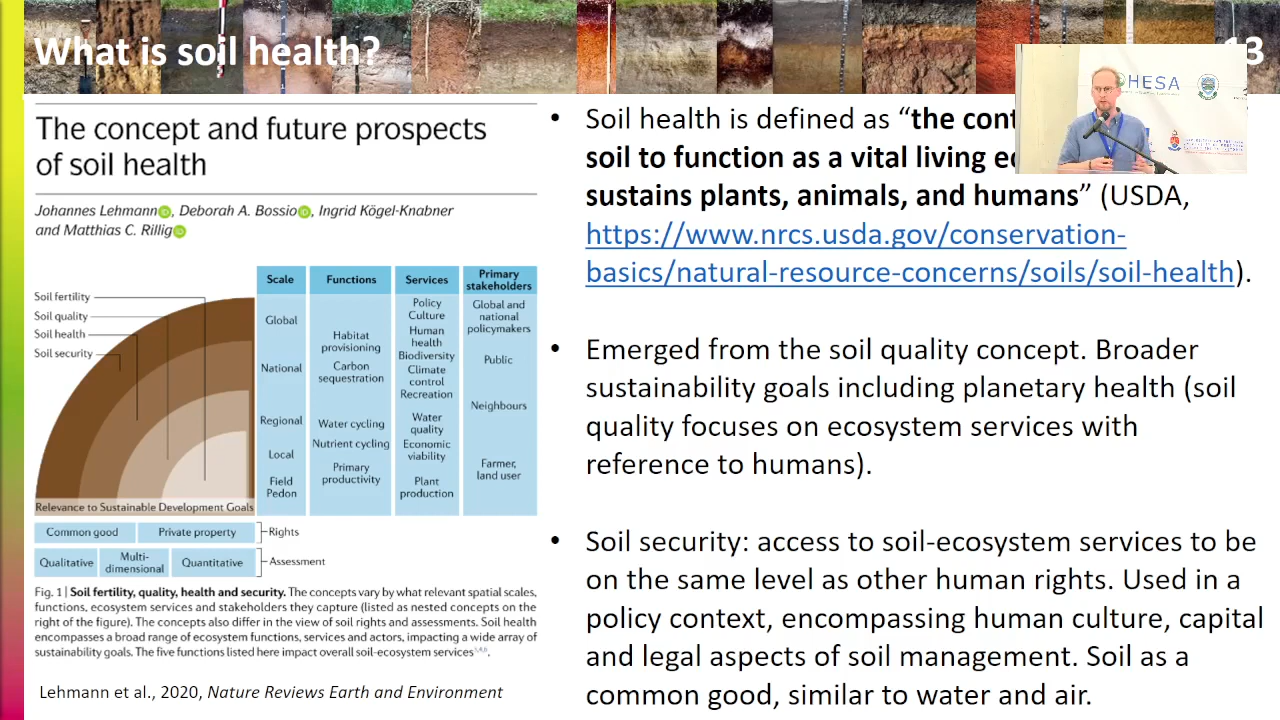 What is soil health?
13
HESA
The concept and future prospects
of soil health
Johannes Lehmann, Deborah A. Bossio, Ingrid Kögel-Knabner
and Matthias C. Rillig
Soil fertility
Soil quality
Soil health
Soil security
Relevance to Sustainable Development Goals
Scale
Global
National
Regional
Local
Field
Pedon
Functions
Habitat
provisioning
Carbon
sequestration
Water cycling
Nutrient cycling
Primary
productivity
Services
Policy
Culture
Human
health
Biodiversity
Climate
control
Recreation
Water
quality
Economic
viability
Plant
production
Primary
stakeholders
Global and
national
policymakers
Public
Neighbours
Farmer,
land user
Common good
Private property
Rights
Qualitative
Multi-
dimensional
Quantitative
Assessment
Fig. 1 | Soil fertility, quality, health and security. The concepts vary by what relevant spatial scales,
functions, ecosystem services and stakeholders they capture (listed as nested concepts on the
right of the figure). The concepts also differ in the view of soil rights and assessments. Soil health
encompasses a broad range of ecosystem functions, services and actors, impacting a wide array of
sustainability goals. The five functions listed here impact overall soil-ecosystem services
Lehmann et al., 2020, Nature Reviews Earth and Environment
• Soil health is defined as “the cont
soil to function as a vital living ec
sustains plants, animals, and humans” (USDA,
https://www.nrcs.usda.gov/conservation-
basics/natural-resource-concerns/soils/soil-health).
• Emerged from the soil quality concept. Broader
sustainability goals including planetary health (soil
quality focuses on ecosystem services with
reference to humans).
• Soil security: access to soil-ecosystem services to be
on the same level as other human rights. Used in a
policy context, encompassing human culture, capital
and legal aspects of soil management. Soil as a
common good, similar to water and air.